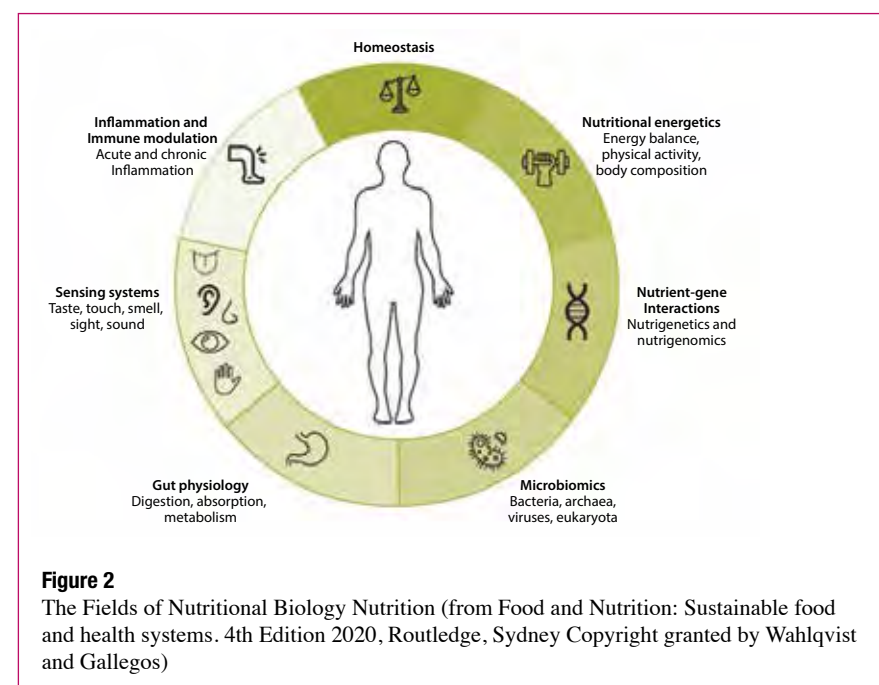 Homeostasis
Nutritional energetics
Energy balance,
physical activity,
body composition
Nutrient-gene
Interactions
Nutrigenetics and
nutrigenomics
Microbiomics
Bacteria, archaea,
viruses, eukaryota
Gut physiology
Digestion, absorption,
metabolism
Sensing systems
Taste, touch, smell,
sight, sound
Inflammation and
Immune modulation
Acute and chronic
Inflammation
Figure 2
The Fields of Nutritional Biology Nutrition (from Food and Nutrition: Sustainable food
and health systems. 4th Edition 2020, Routledge, Sydney Copyright granted by Wahlqvist
and Gallegos)